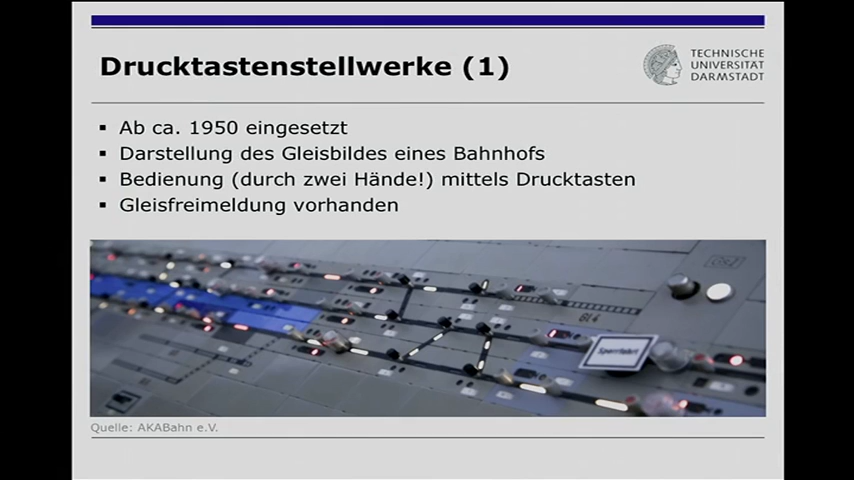 Drucktastenstellwerke (1)
TECHNISCHE
UNIVERSITÄT
DARMSTADT
▪ Ab ca. 1950 eingesetzt
▪ Darstellung des Gleisbildes eines Bahnhofs
▪ Bedienung (durch zwei Hände!) mittels Drucktasten
▪ Gleisfreimeldung vorhanden
Gl4
Sperrfahrt
Quelle: AKABahn e.V.